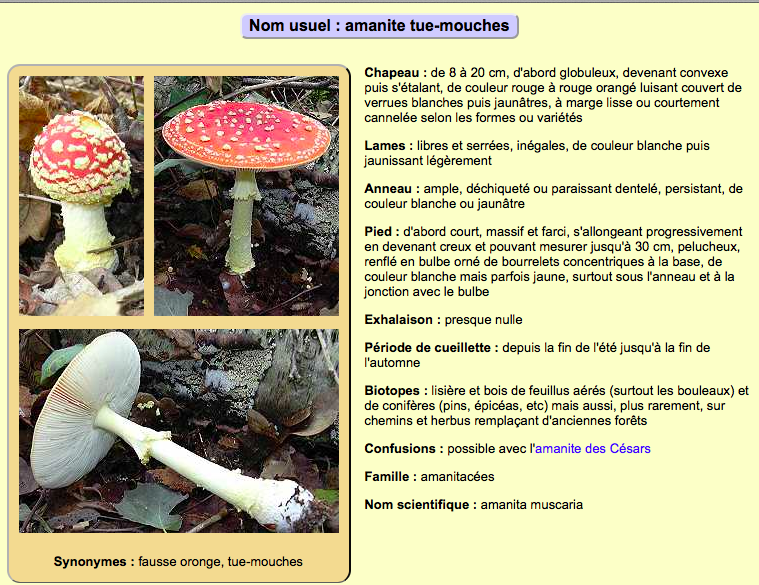 Nom usuel : amanite tue-mouches
Chapeau : de 8 à 20 cm, d'abord globuleux, devenant convexe
puis s'étalant, de couleur rouge à rouge orangé luisant couvert de
verrues blanches puis jaunâtres, à marge lisse ou courtement
cannelée selon les formes ou variétés
Lames : libres et serrées, inégales, de couleur blanche puis
jaunissant légèrement
Anneau : ample, déchiqueté ou paraissant dentelé, persistant, de
couleur blanche ou jaunâtre
Pied : d'abord court, massif et farci, s'allongeant progressivement
en devenant creux et pouvant mesurer jusqu'à 30 cm, pelucheux,
renflé en bulbe orné de bourrelets concentriques à la base, de
couleur blanche mais parfois jaune, surtout sous l'anneau et à la
jonction avec le bulbe
Exhalaison : presque nulle
Période de cueillette : depuis la fin de l'été jusqu'à la fin de
l'automne
Biotopes : lisière et bois de feuillus aérés (surtout les bouleaux) et
de conifères (pins, épicéas, etc) mais aussi, plus rarement, sur
chemins et herbus remplaçant d'anciennes forêts
Confusions : possible avec l'amanite des Césars
Famille : amanitacées
Nom scientifique : amanita muscaria
Synonymes : fausse oronge, tue-mouches